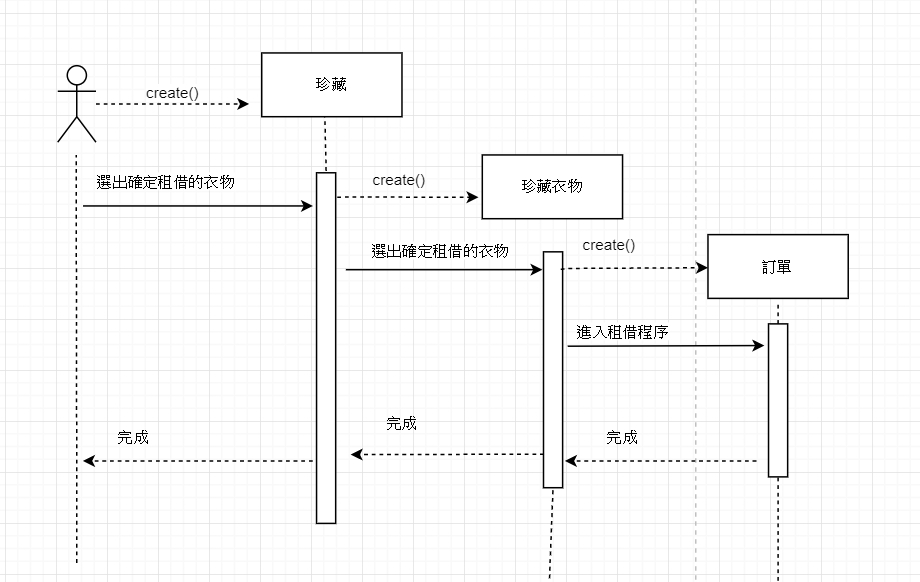 create()
珍藏
選出確定租借的衣物
create()
珍藏衣物
選出確定租借的衣物
create()
訂單
進入租借程序
完成
完成
完成